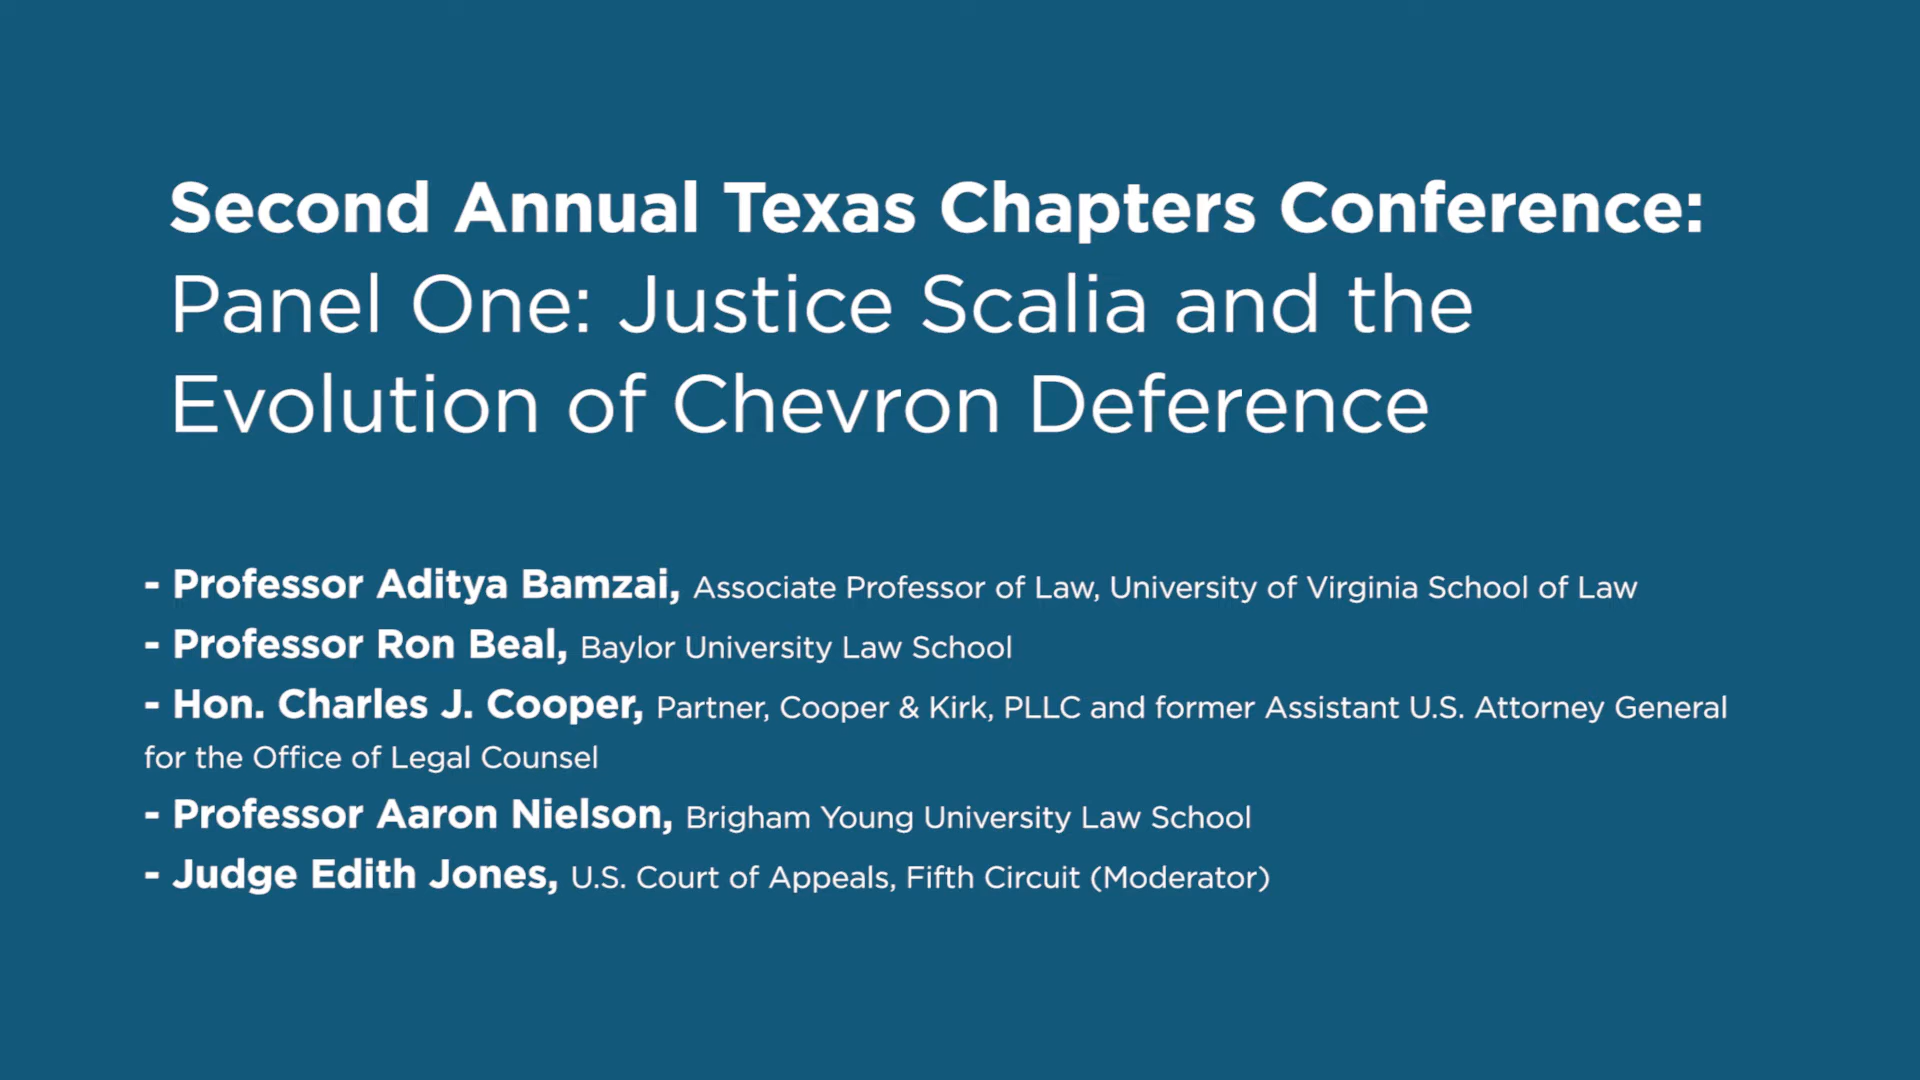 Second Annual Texas Chapters Conference:
Panel One: Justice Scalia and the
Evolution of Chevron Deference
- Professor Aditya Bamzai, Associate Professor of Law, University of Virginia School of Law
- Professor Ron Beal, Baylor University Law School
- Hon. Charles J. Cooper, Partner, Cooper & Kirk, PLLC and former Assistant U.S. Attorney General
for the Office of Legal Counsel
- Professor Aaron Nielson, Brigham Young University Law School
- Judge Edith Jones, U.S. Court of Appeals, Fifth Circuit (Moderator)